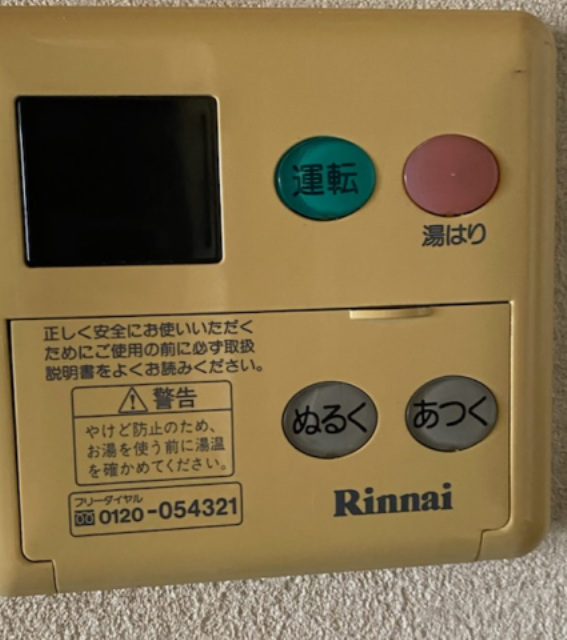 運転
湯はり
正しく安全にお使いいただく
ためにご使用の前に必ず取扱
説明書をよくお読みください。
警告
やけど防止のため、
お湯を使う前に湯温
を確かめてください。
ぬるく
あつく
フリーダイヤル
0120-054321
Rinnai